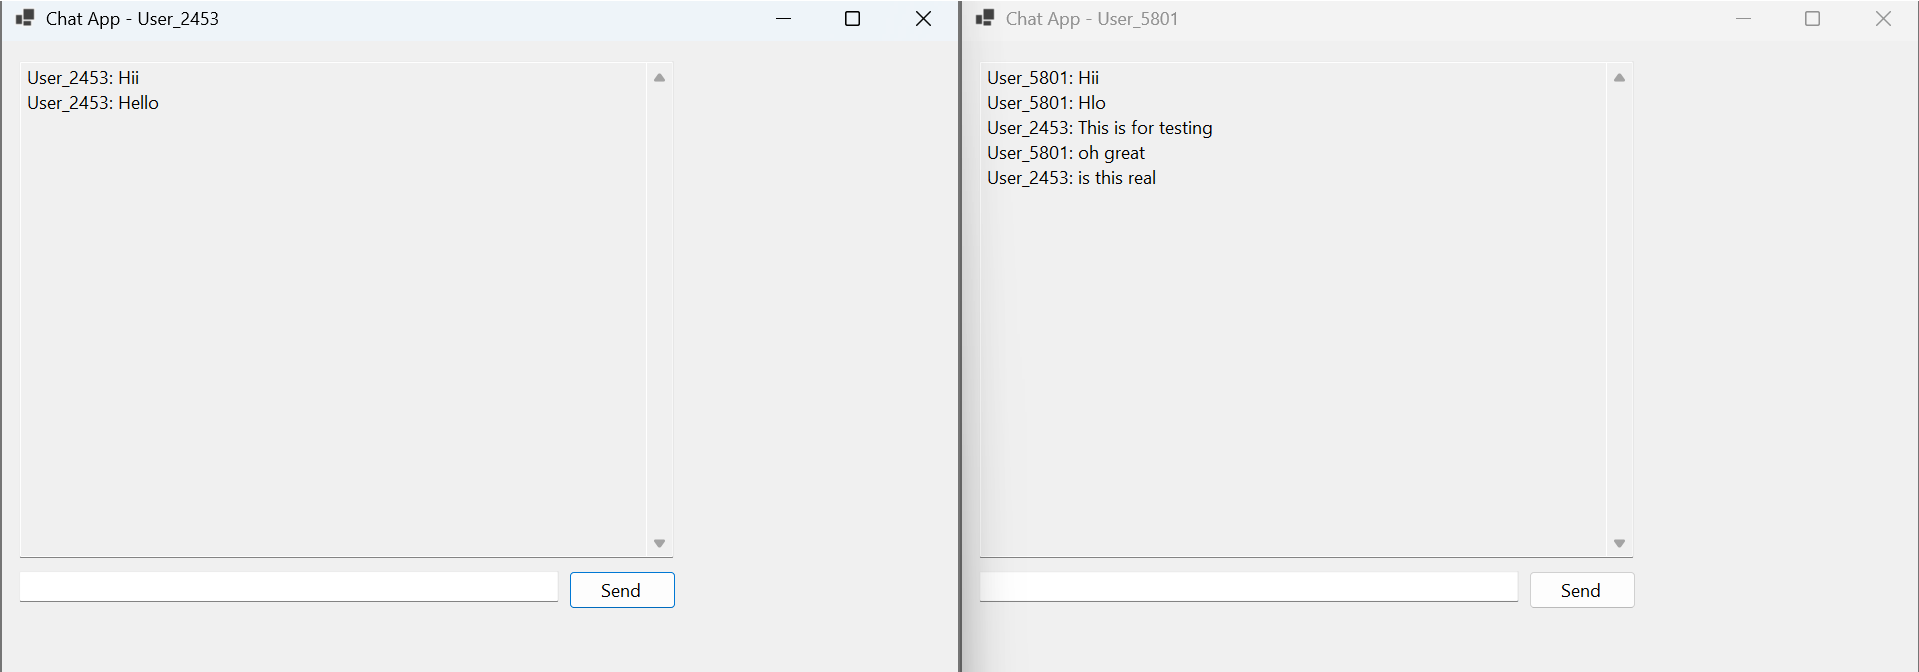 Chat App - User_2453
User_2453: Hii
User_2453: Hello
Send
Chat App - User_5801
User_5801: Hii
User_5801: Hlo
User_2453: This is for testing
User_5801: oh great
User_2453: is this real
Send